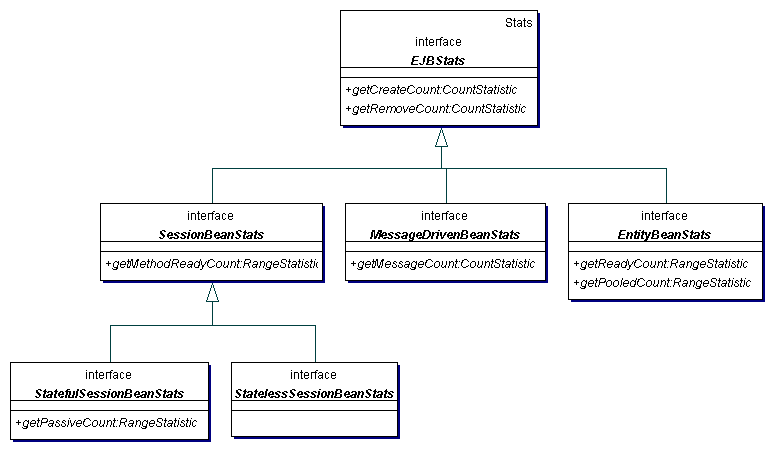 Stats
interface
EJBStats
+getCreateCount:CountStatistic
+getRemoveCount:CountStatistic
interface
SessionBeanStats
+getMethodReadyCount:RangeStatistic
interface
MessageDrivenBeanStats
+getMessageCount:CountStatistic
interface
EntityBeanStats
+getReadyCount:RangeStatistic
+getPooledCount:RangeStatistic
interface
StatefulSessionBeanStats
+getPassiveCount:RangeStatistic
interface
StatelessSessionBeanStats